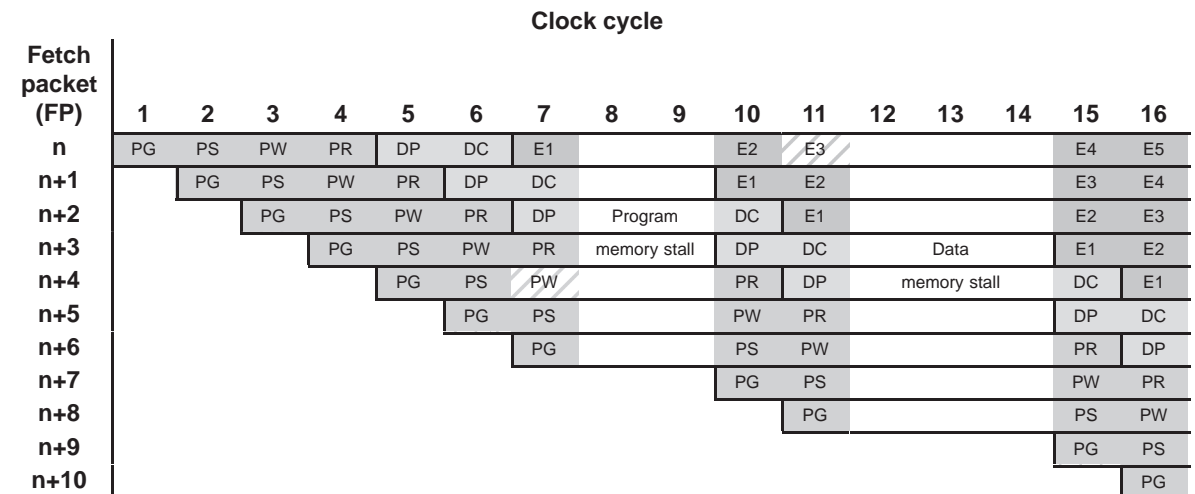 Clock cycle
Fetch
packet
(FP) 1 2 3 4 5 6 7 8 9 10 11 12 13 14 15 16
n PG PS PW PR DP DC E1 E2 E3 E4 E5
n+1 PG PS PW PR DP DC E1 E2 E3 E4
n+2 PG PS PW PR DP Program DC E1 E2 E3
n+3 PG PS PW PR memory stall DP DC Data E1 E2
n+4 PG PS PW PR DP memory stall DC E1
n+5 PG PS PW PR DP DC
n+6 PG PS PW PR DP
n+7 PG PS PW PR
n+8 PG PS PW
n+9 PG PS
n+10 PG